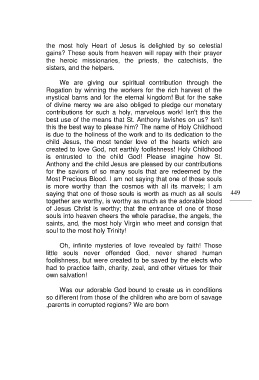 the most holy Heart of Jesus is delighted by so celestial
gains? These souls from heaven will repay with their prayer
the heroic missionaries, the priests, the catechists, the
sisters, and the helpers.
We are giving our spiritual contribution through the
Rogation by winning the workers for the rich harvest of the
mystical barns and for the eternal kingdom! But for the sake
of divine mercy we are also obliged to pledge our monetary
contributions for such a holy, marvelous work! Isn't this the
best use of the means that St. Anthony lavishes on us? Isn't
this the best way to please him? The name of Holy Childhood
is due to the holiness of the work and to its dedication to the
child Jesus, the most tender love of the hearts which are
created to love God, not earthly foolishness! Holy Childhood
is entrusted to the child God! Please imagine how St.
Anthony and the child Jesus are pleased by our contributions
for the saviors of so many souls that are redeemed by the
Most Precious Blood. I am not saying that one of those souls
is more worthy than the cosmos with all its marvels; I am
saying that one of those souls is worth as much as all souls
together are worthy, is worthy as much as the adorable blood
of Jesus Christ is worthy; that the entrance of one of those
souls into heaven cheers the whole paradise, the angels, the
saints, and, the most holy Virgin who meet and consign that
soul to the most holy Trinity!
449
Oh, infinite mysteries of love revealed by faith! Those
little souls never offended God, never shared human
foolishness, but were created to be saved by the elects who
had to practice faith, charity, zeal, and other virtues for their
own salvation!
Was our adorable God bound to create us in conditions
so different from those of the children who are born of savage
,parents in corrupted regions? We are born